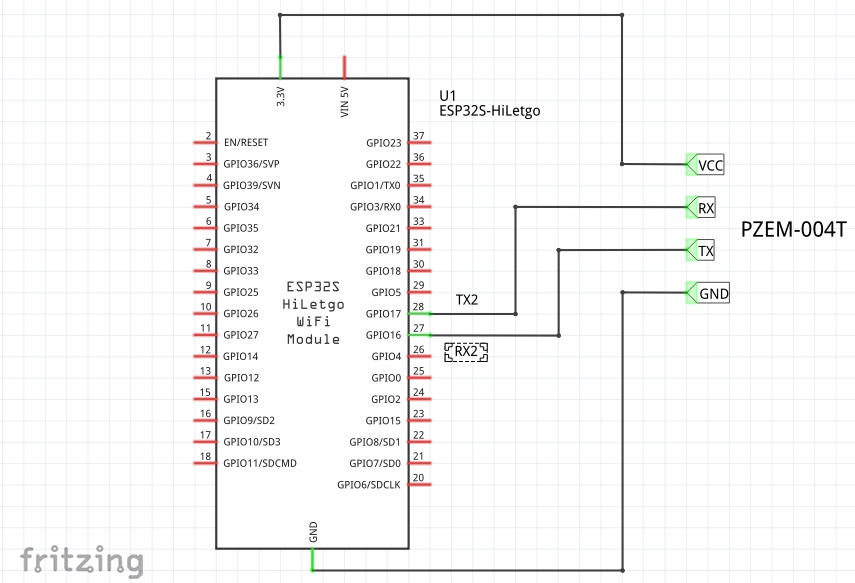 3.3V
VIN 5V
U1
ESP32S-HiLetgo
2 EN/RESET GPIO23 37
3 GPIO36/SVP GPIO22 36
4 GPIO39/SVN GPIO1/TX0 35
5 GPIO34 GPIO3/RX0 34
6 GPIO35 GPIO21 33
7 GPIO32 GPIO19 31
8 GPIO33 GPIO18 30
9 GPIO25 GPIO5 29
10 GPIO26 GPIO17 28
11 GPIO27 GPIO16 27
12 GPIO14 GPIO4 26
13 GPIO12 GPIO0 25
15 GPIO13 GPIO2 24
16 GPIO9/SD2 GPIO15 23
17 GPIO10/SD3 GPIO8/SD1 22
18 GPIO11/SDCMD GPIO7/SD0 21
GPIO6/SDCLK 20
ESP32S
HiLetgo
WiFi
Module
TX2
RX2
VCC
RX
TX
GND
PZEM-004T
GND
fritzing